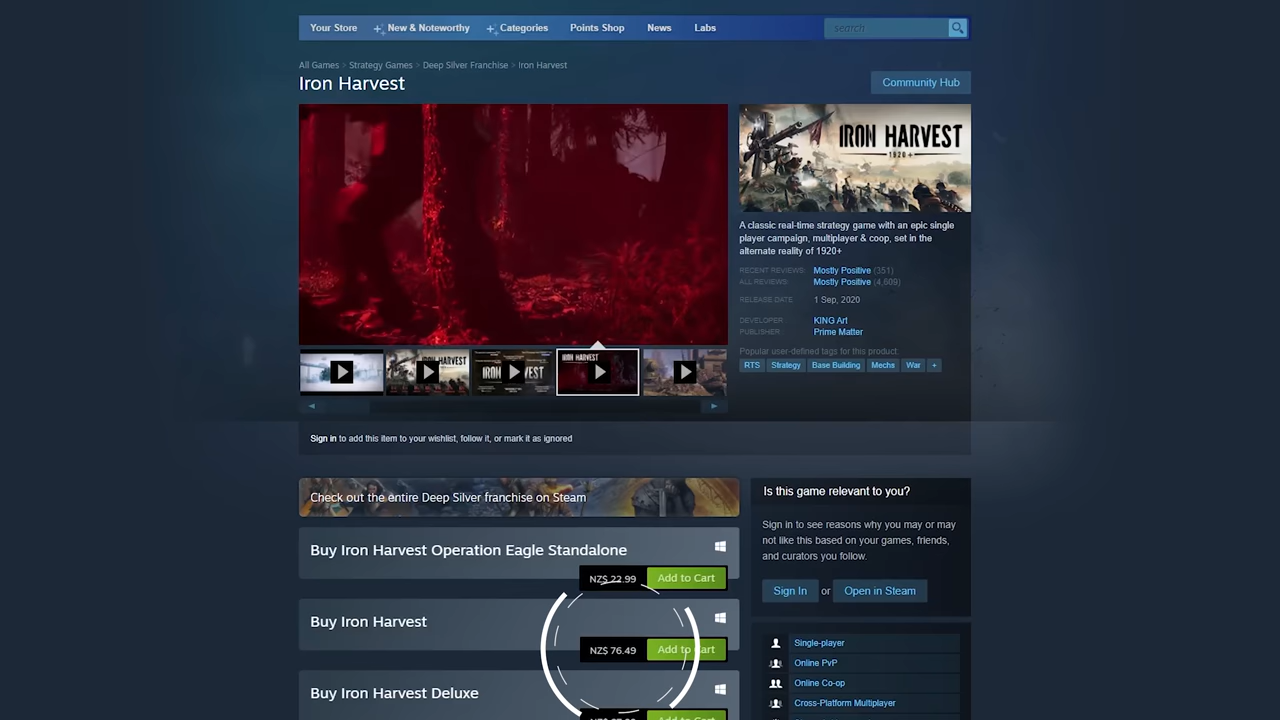 Your Store
New & Noteworthy
Categories
Points Shop
News
Labs
search
All Games > Strategy Games > Deep Silver Franchise > Iron Harvest
Iron Harvest
Community Hub
IRON HARVEST
1920+
A classic real-time strategy game with an epic single
player campaign, multiplayer & coop, set in the
alternate reality of 1920+
RECENT REVIEWS: Mostly Positive (351)
ALL REVIEWS: Mostly Positive (4,609)
RELEASE DATE: 1 Sep, 2020
DEVELOPER: KING Art
PUBLISHER: Prime Matter
Popular user-defined tags for this product:
RTS Strategy Base Building Mechs War +
IRON HARVEST
IRON HARVEST
Sign in to add this item to your wishlist, follow it, or mark it as ignored
Check out the entire Deep Silver franchise on Steam
Buy Iron Harvest Operation Eagle Standalone
NZ$ 22.99 Add to Cart
Buy Iron Harvest
NZ$ 76.49 Add to Cart
Buy Iron Harvest Deluxe
Add to Cart
Is this game relevant to you?
Sign in to see reasons why you may or may
not like this based on your games, friends,
and curators you follow.
Sign In or Open in Steam
Single-player
Online PvP
Online Co-op
Cross-Platform Multiplayer